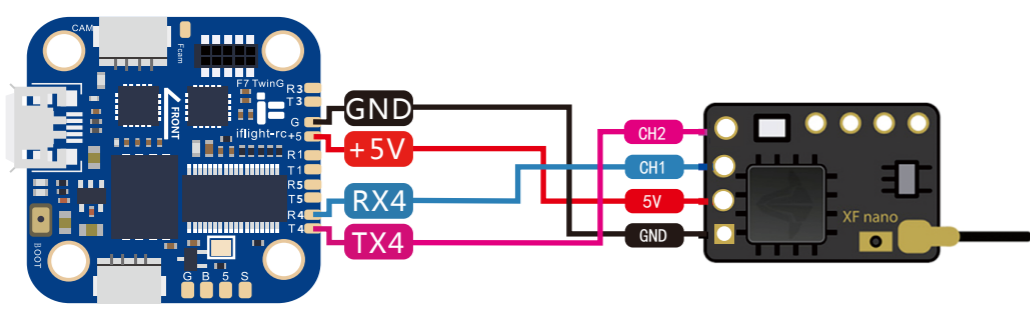 CAM
Fcam
F7 TwinG
R3
T3
G
iflight-rc
+5
R1
T1
R5
T5
R4
T4
FRONT
BOOT
G B 5 S
GND
+5V
RX4
TX4
CH2
CH1
5V
GND
XF nano